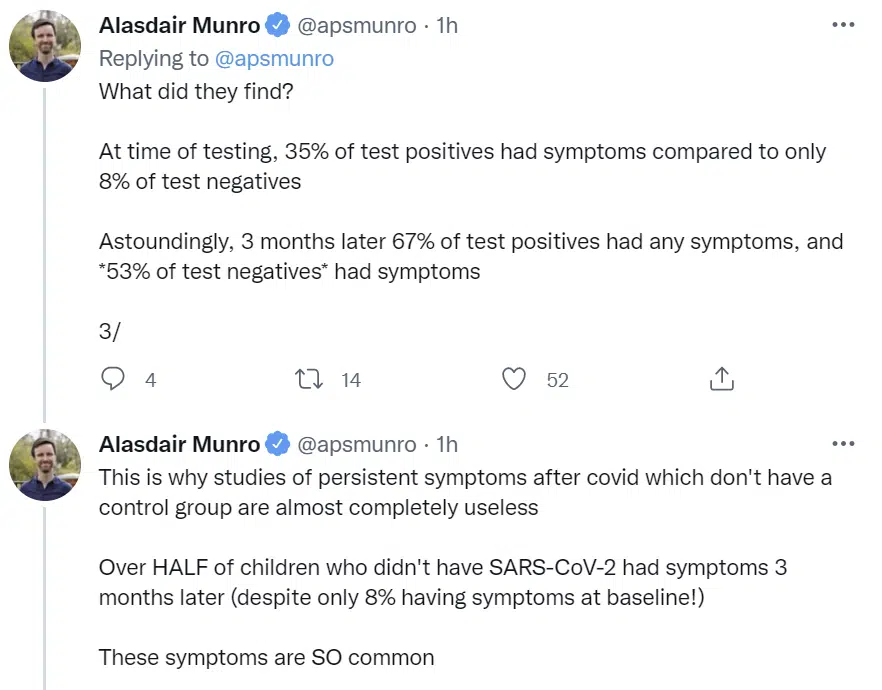 Alasdair Munro @apsmunro · 1h
Replying to @apsmunro
What did they find?
At time of testing, 35% of test positives had symptoms compared to only
8% of test negatives
Astoundingly, 3 months later 67% of test positives had any symptoms, and
*53% of test negatives* had symptoms
3/
4 14 52
Alasdair Munro @apsmunro · 1h
This is why studies of persistent symptoms after covid which don't have a
control group are almost completely useless
Over HALF of children who didn't have SARS-CoV-2 had symptoms 3
months later (despite only 8% having symptoms at baseline!)
These symptoms are SO common